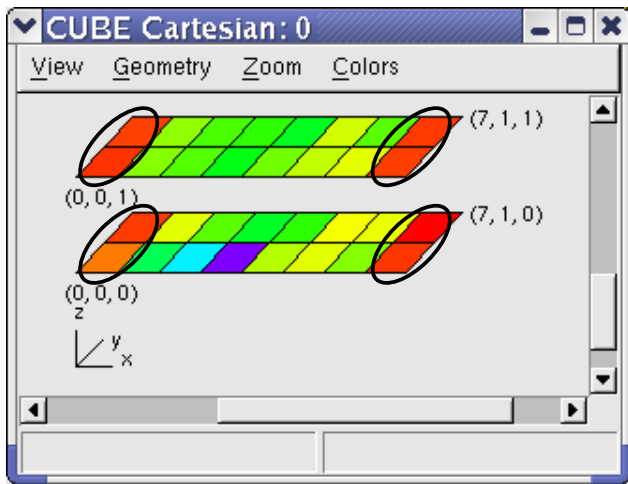 CUBE Cartesian: 0
View Geometry Zoom Colors
(7, 1, 1)
(0, 0, 1)
(7, 1, 0)
(0, 0, 0)
z
y
x